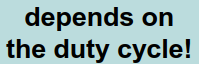 depends on
the duty cycle!